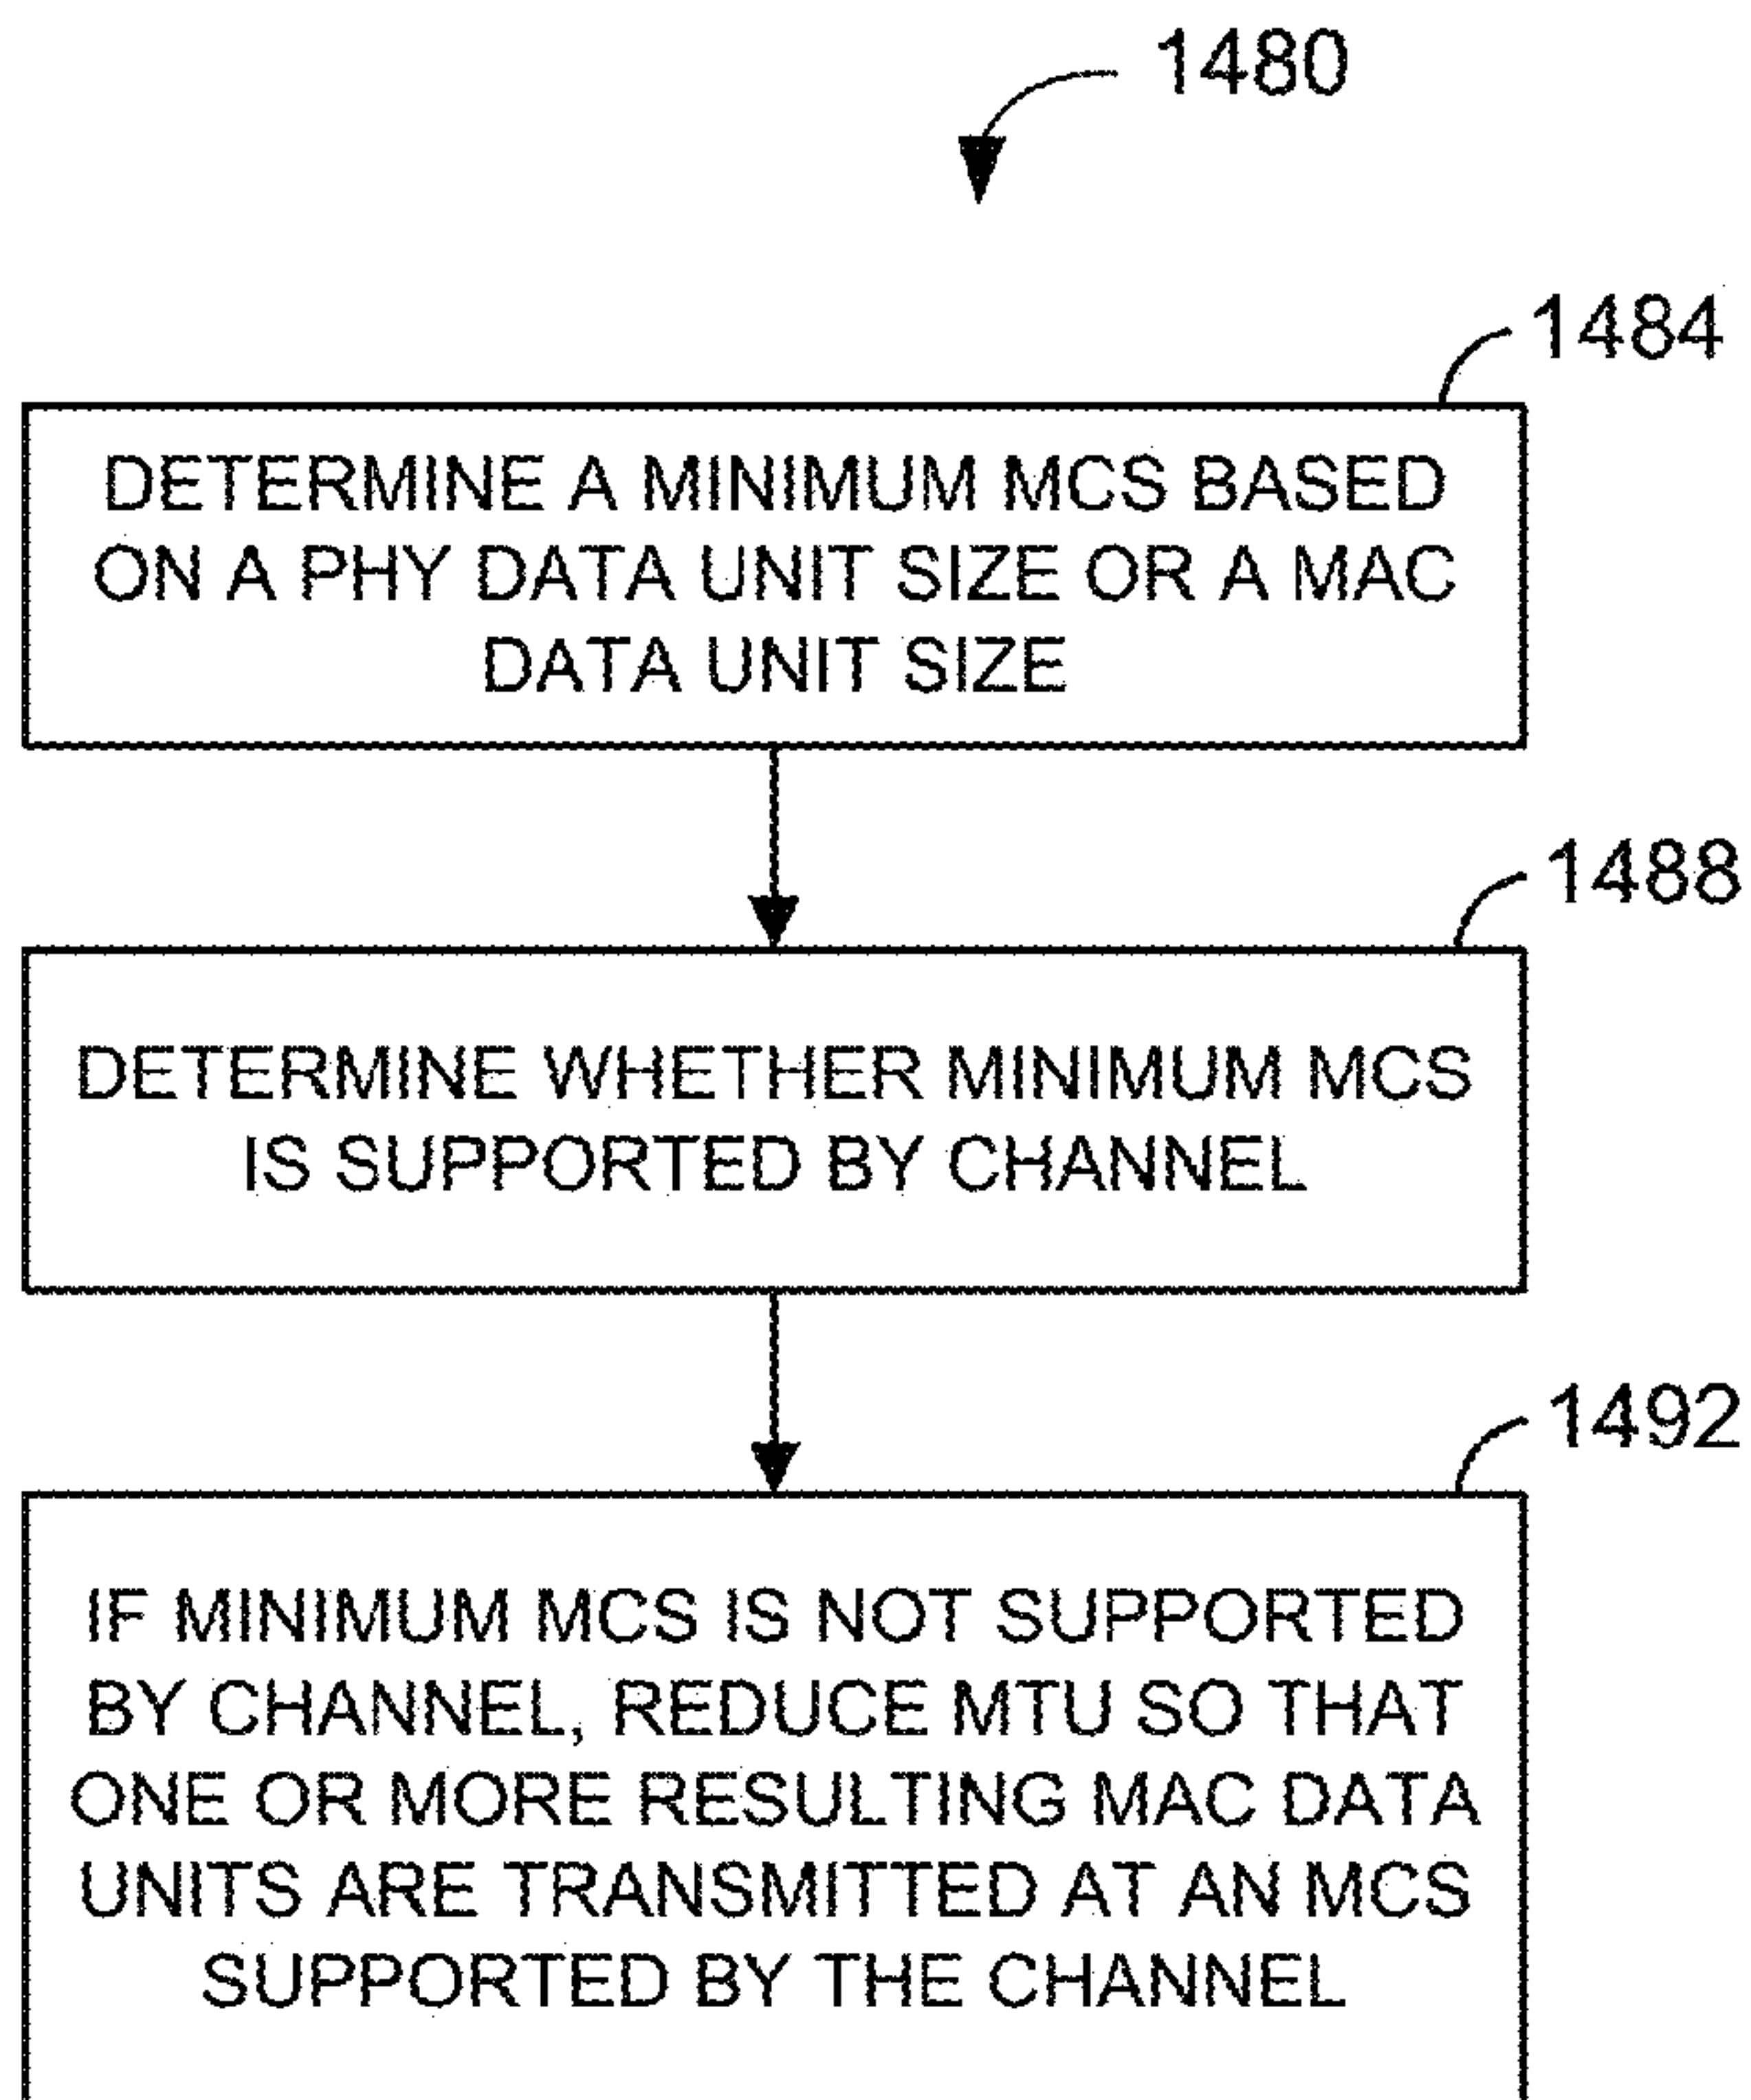 1480
1484
DETERMINE A MINIMUM MCS BASED
ON A PHY DATA UNIT SIZE OR A MAC
DATA UNIT SIZE
1488
DETERMINE WHETHER MINIMUM MCS
IS SUPPORTED BY CHANNEL
1492
IF MINIMUM MCS IS NOT SUPPORTED
BY CHANNEL, REDUCE MTU SO THAT
ONE OR MORE RESULTING MAC DATA
UNITS ARE TRANSMITTED AT AN MCS
SUPPORTED BY THE CHANNEL